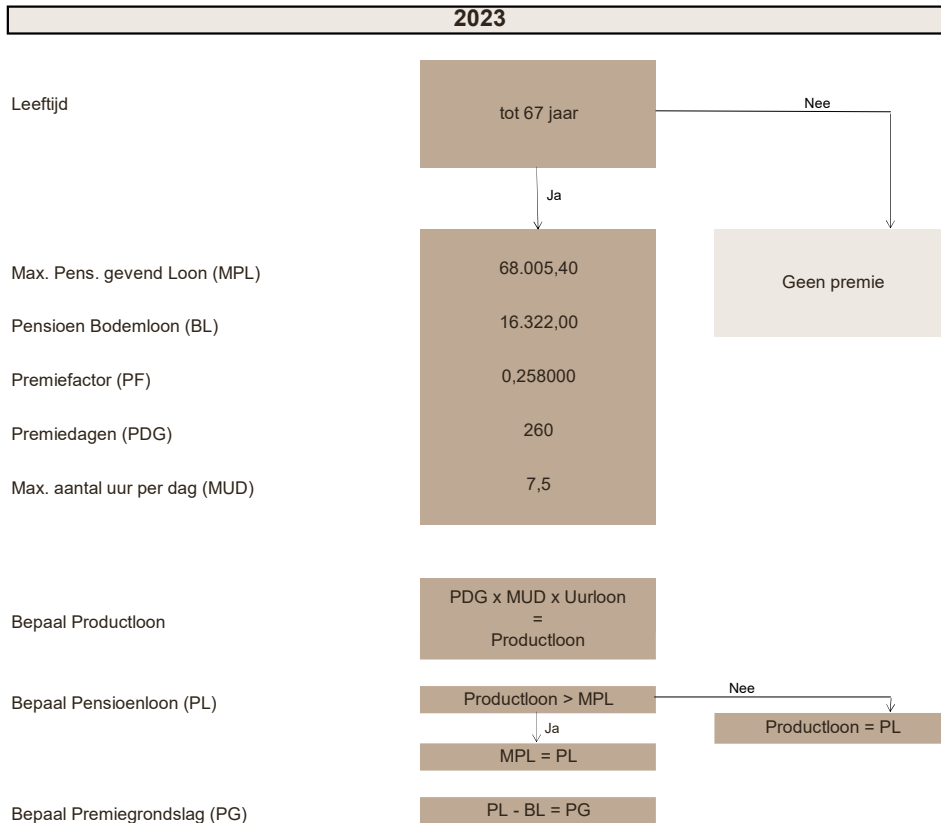 2023
Leeftijd
tot 67 jaar
Nee
Ja
Max. Pens. gevend Loon (MPL)
68.005,40
Geen premie
Pensioen Bodemloon (BL)
16.322,00
Premiefactor (PF)
0,258000
Premiedagen (PDG)
260
Max. aantal uur per dag (MUD)
7,5
Bepaal Productloon
PDG x MUD x Uurloon
=
Productloon
Bepaal Pensioenloon (PL)
Productloon > MPL
Nee
Ja
Productloon = PL
MPL = PL
Bepaal Premiegrondslag (PG)
PL - BL = PG